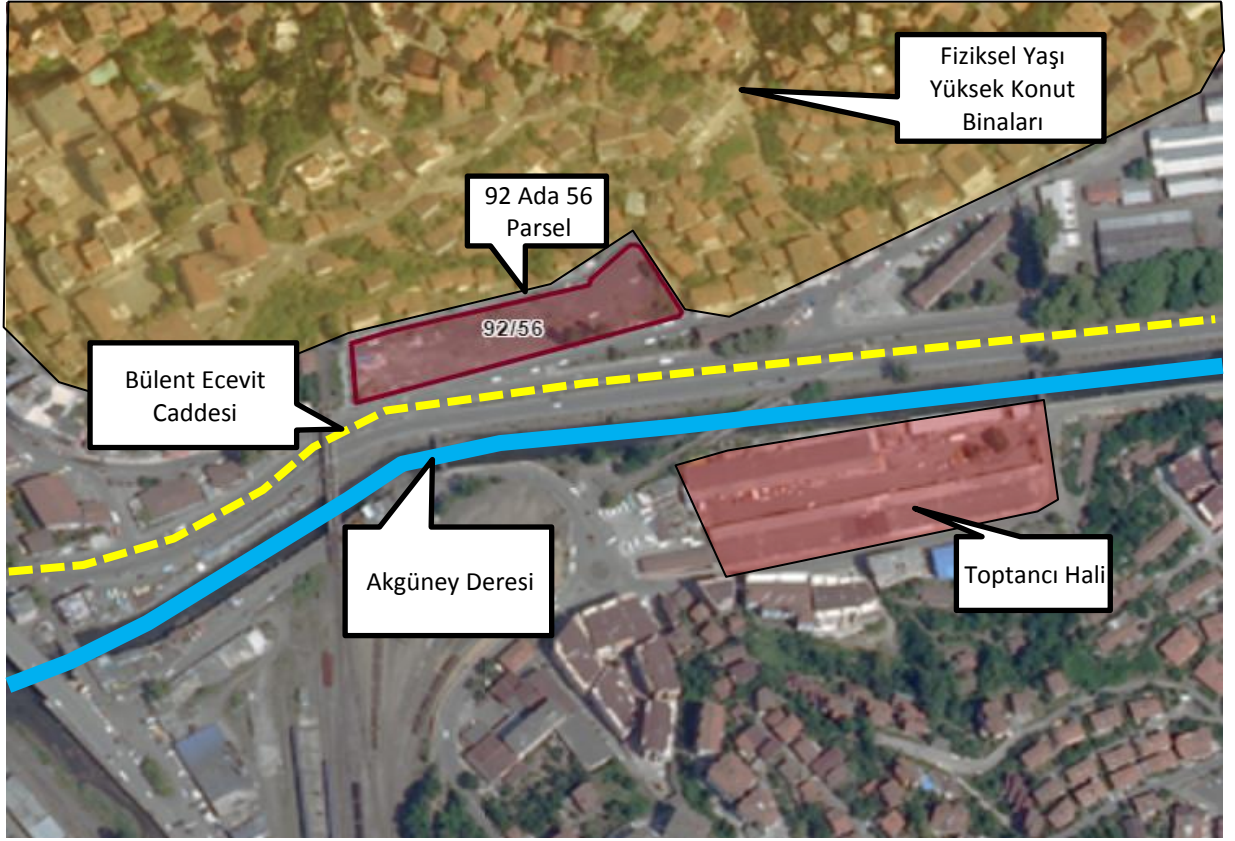 Fiziksel Yaşı
Yüksek Konut
Binaları
92 Ada 56
Parsel
92/56
Bülent Ecevit
Caddesi
Akgüney Deresi
Toptancı Hali